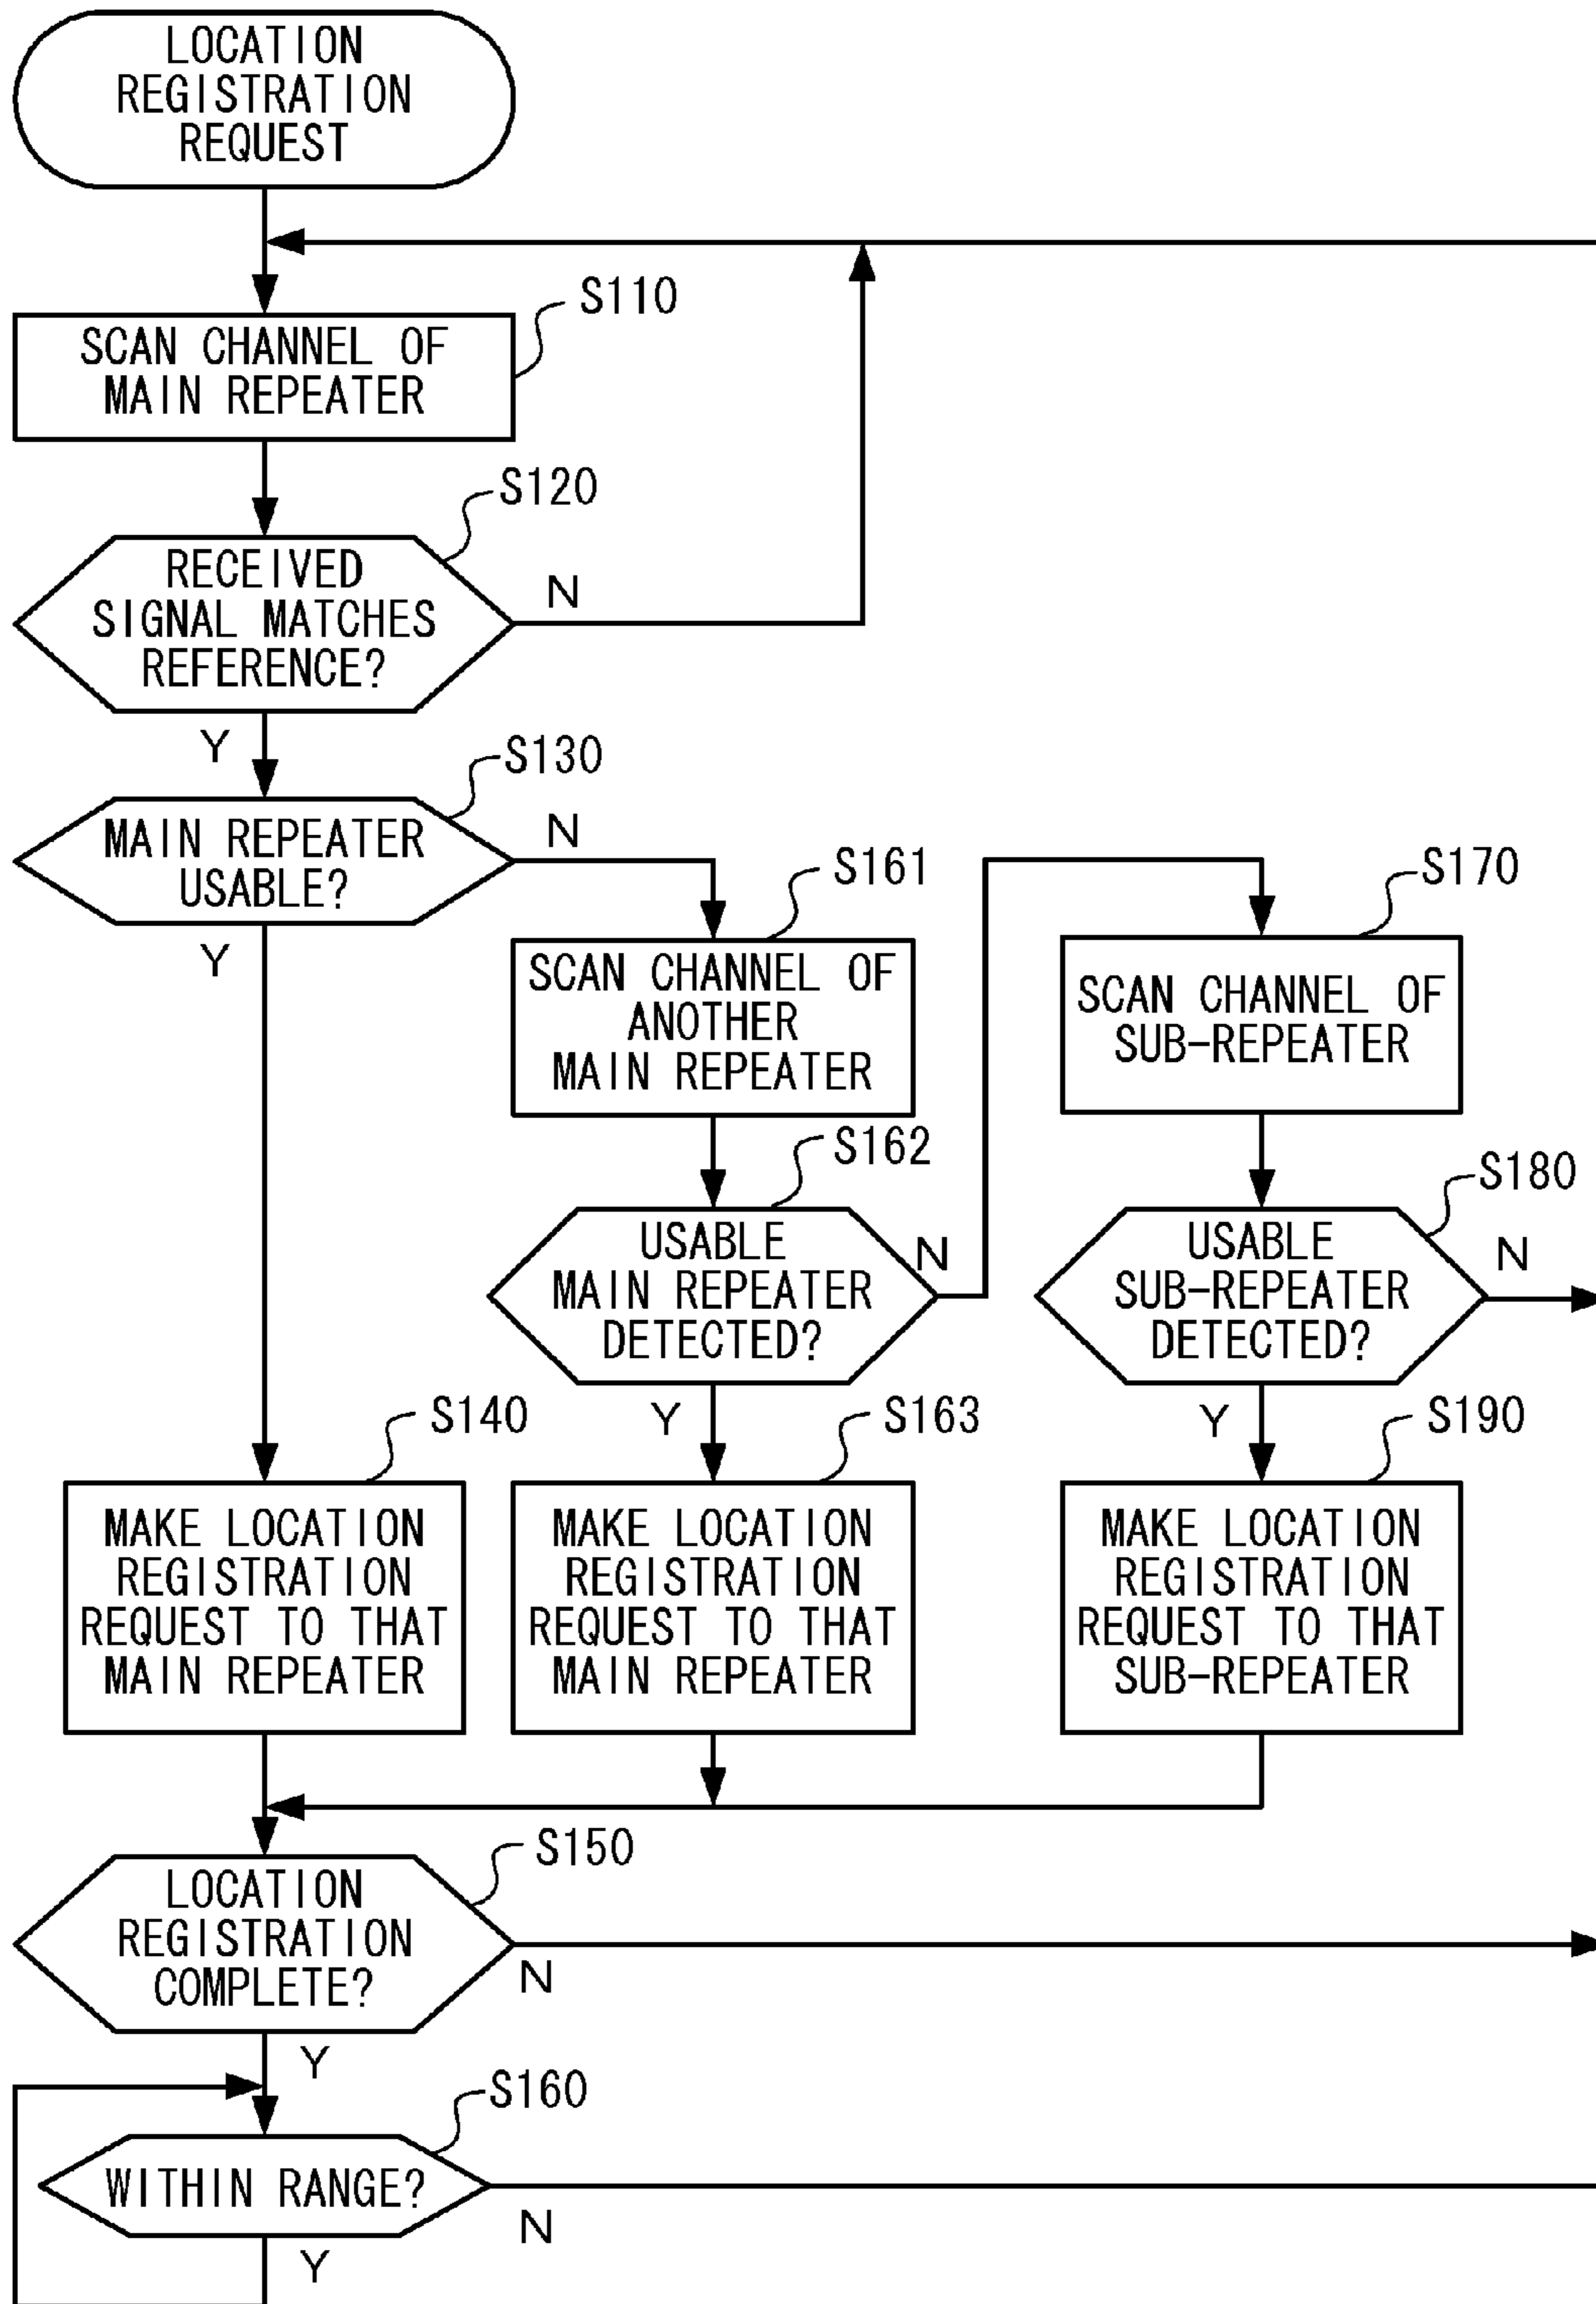 LOCATION
REGISTRATION
REQUEST
S110
SCAN CHANNEL OF
MAIN REPEATER
S120
RECEIVED
SIGNAL MATCHES
REFERENCE?
N
Y
S130
MAIN REPEATER
USABLE?
N
Y
S161
SCAN CHANNEL OF
ANOTHER
MAIN REPEATER
S170
SCAN CHANNEL OF
SUB-REPEATER
S162
USABLE
MAIN REPEATER
DETECTED?
N
Y
S180
USABLE
SUB-REPEATER
DETECTED?
N
Y
S140
MAKE LOCATION
REGISTRATION
REQUEST TO THAT
MAIN REPEATER
S163
MAKE LOCATION
REGISTRATION
REQUEST TO THAT
MAIN REPEATER
S190
MAKE LOCATION
REGISTRATION
REQUEST TO THAT
SUB-REPEATER
S150
LOCATION
REGISTRATION
COMPLETE?
N
Y
S160
WITHIN RANGE?
N
Y